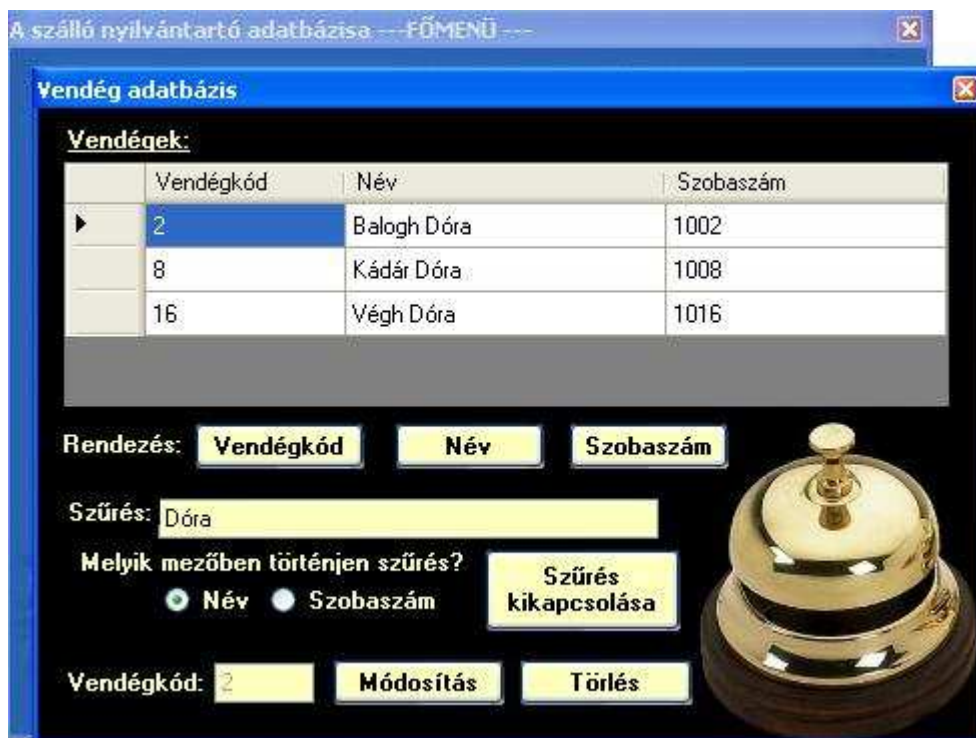 A szálló nyilvántartó adatbázisa ---FŐMENÜ ---
Vendég adatbázis
Vendégek:
Vendégkód Név Szobaszám
2 Balogh Dóra 1002
8 Kádár Dóra 1008
16 Végh Dóra 1016
Rendezés: Vendégkód Név Szobaszám
Szűrés: Dóra
Melyik mezőben történjen szűrés?
Név Szobaszám
Szűrés
kikapcsolása
Vendégkód: 2 Módosítás Törlés